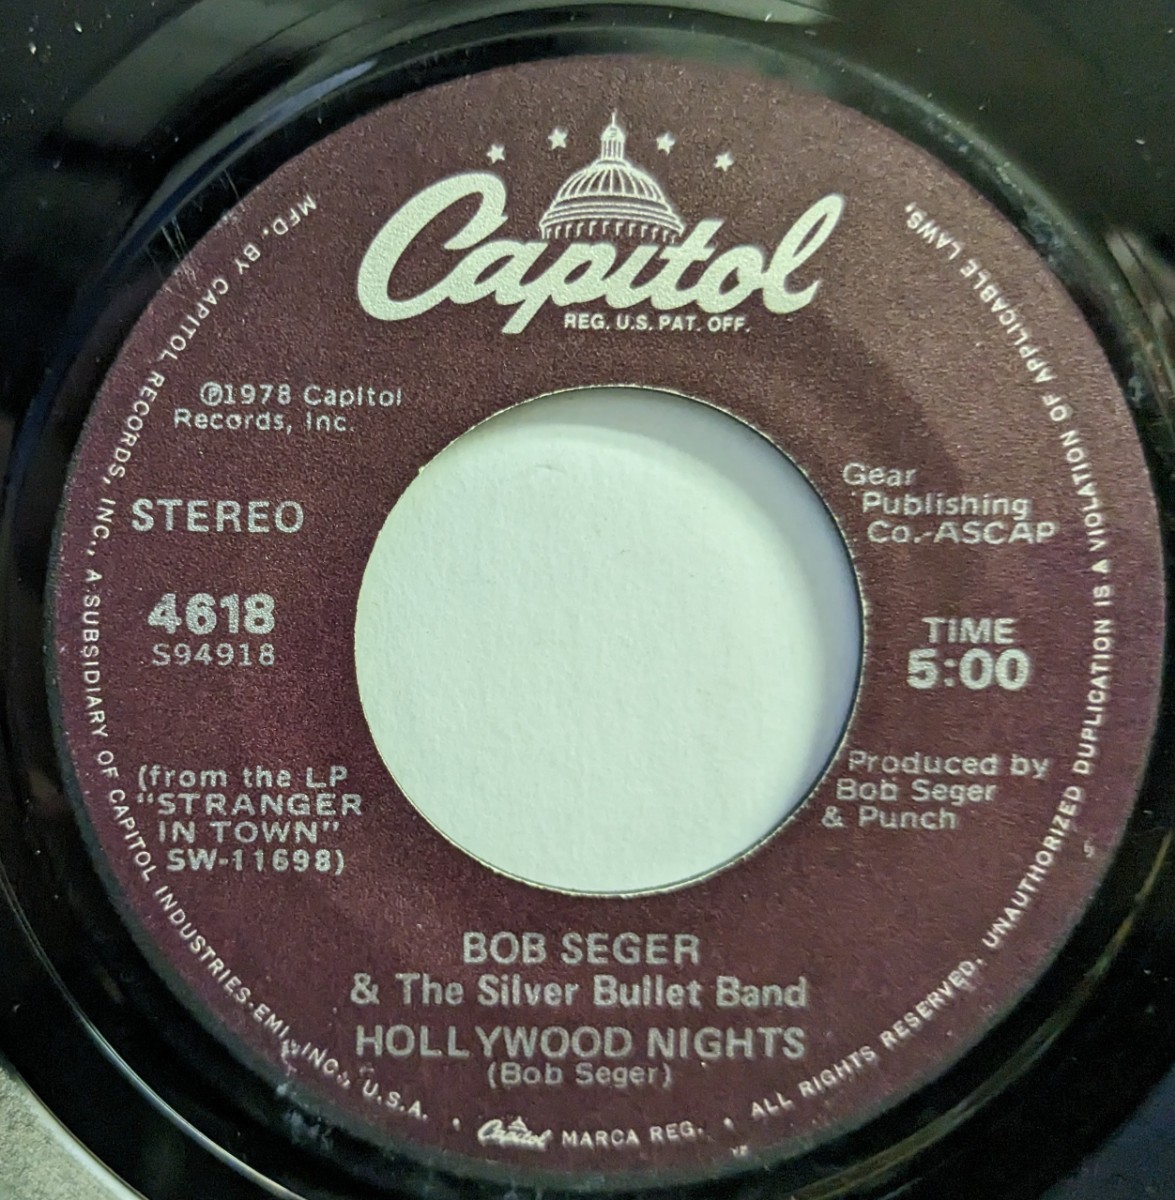 Capitol
REG. U.S. PAT. OFF.
℗1978 Capitol
Records, Inc.
STEREO
4618
S94918
(from the LP
"STRANGER
IN TOWN"
SW-11698)
Gear
Publishing
Co.-ASCAP
TIME
5:00
Produced by
Bob Seger
& Punch
BOB SEGER
& The Silver Bullet Band
HOLLYWOOD NIGHTS
(Bob Seger)
MFD. BY CAPITOL RECORDS, INC., A SUBSIDIARY OF CAPITOL INDUSTRIES-EMI, INC., U.S.A. • Capitol MARCA REG. • ALL RIGHTS RESERVED. UNAUTHORIZED DUPLICATION IS A VIOLATION OF APPLICABLE LAWS.
5